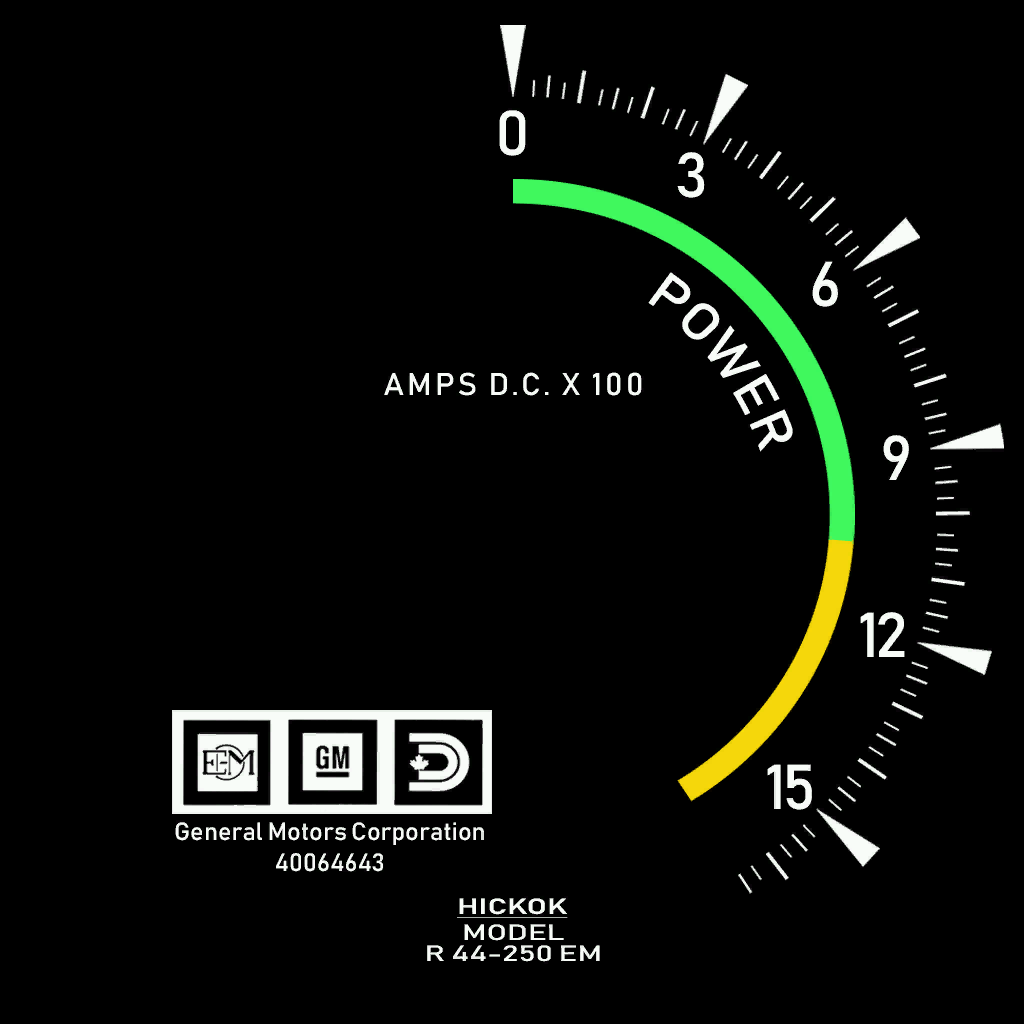 0
3
6
POWER
AMPS D.C. X 100
9
12
15
EMD
GM
D
General Motors Corporation
40064643
HICKOK
MODEL
R 44-250 EM